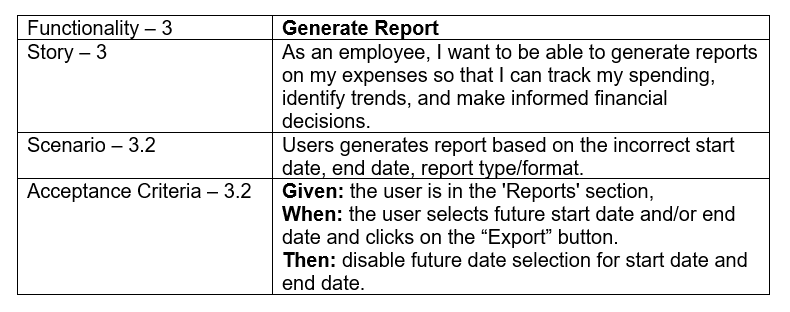 Functionality – 3
Generate Report
Story – 3
As an employee, I want to be able to generate reports
on my expenses so that I can track my spending,
identify trends, and make informed financial
decisions.
Scenario – 3.2
Users generates report based on the incorrect start
date, end date, report type/format.
Acceptance Criteria – 3.2
Given: the user is in the 'Reports' section,
When: the user selects future start date and/or end
date and clicks on the “Export” button.
Then: disable future date selection for start date and
end date.